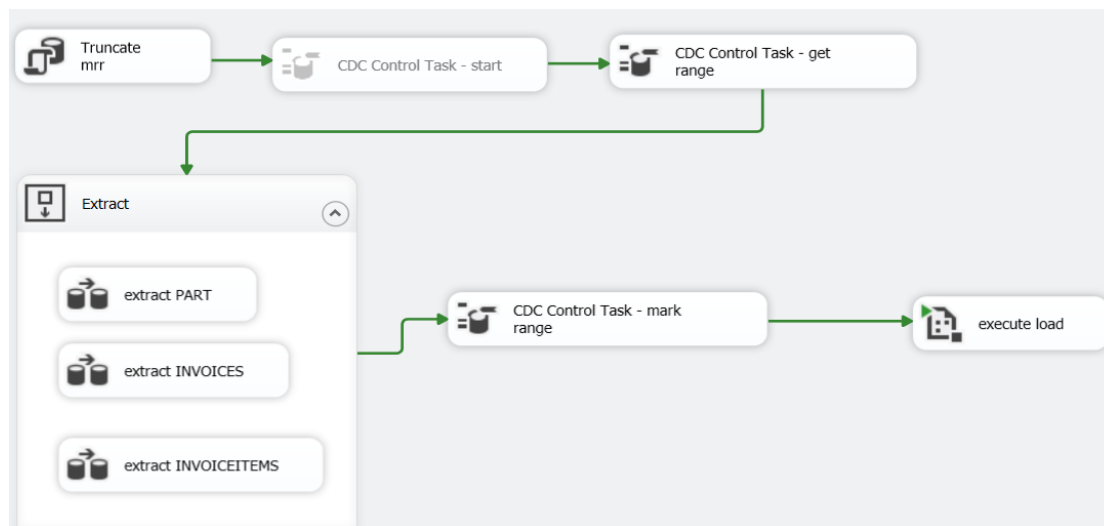 Truncate
mrr
CDC Control Task - start
CDC Control Task - get
range
Extract
extract PART
extract INVOICES
extract INVOICEITEMS
CDC Control Task - mark
range
execute load